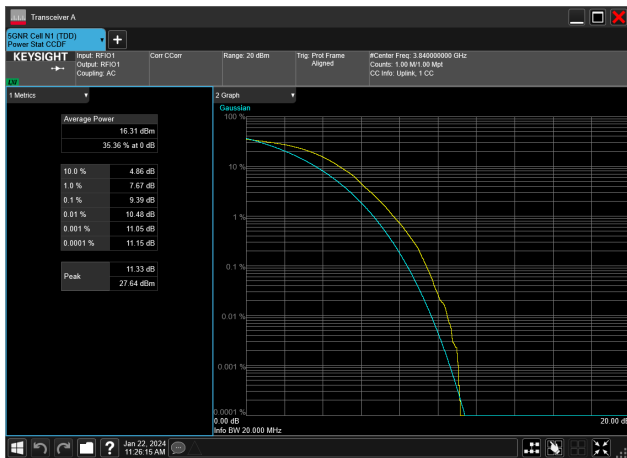 Transceiver A
5GNR Cell N1 (TDD)
Power Stat CCDF
KEYSIGHT
Input: RFIO1
Output: RFIO1
Coupling: AC
Corr CCorr
Range: 20 dBm
Trig: Prot Frame
Aligned
#Center Freq: 3.840000000 GHz
Counts: 1.00 M/1.00 Mpt
CC Info: Uplink, 1 CC
LXI
1 Metrics
Average Power
16.31 dBm
35.36 % at 0 dB
10.0 % 4.86 dB
1.0 % 7.67 dB
0.1 % 9.39 dB
0.01 % 10.48 dB
0.001 % 11.05 dB
0.0001 % 11.15 dB
Peak
11.33 dB
27.64 dBm
2 Graph
Gaussian
100 %
10 %
1 %
0.1 %
0.01 %
0.001 %
0.0001 %
0.00 dB
20.00 dB
Info BW 20.000 MHz
?
Jan 22, 2024
11:26:15 AM